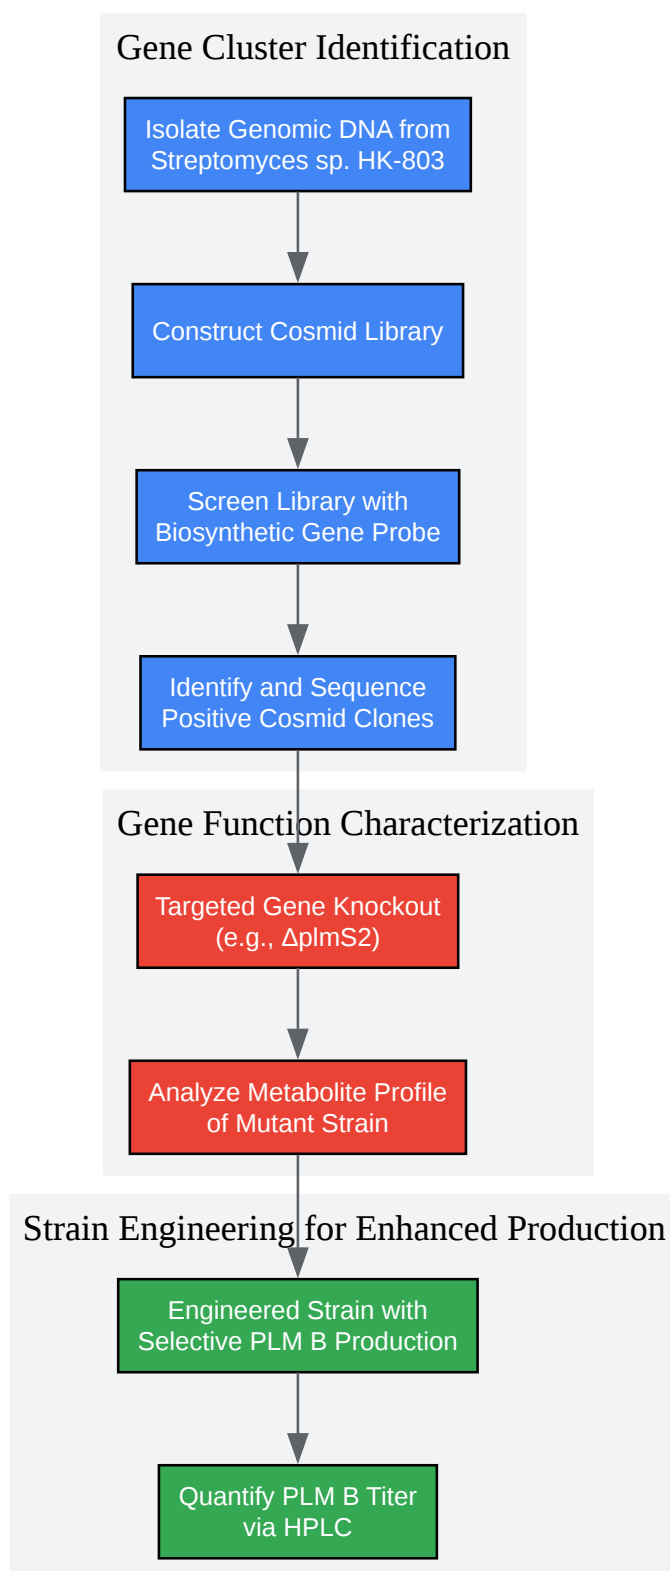 Gene Cluster Identification
Isolate Genomic DNA from
Streptomyces sp. HK-803
Construct Cosmid Library
Screen Library with
Biosynthetic Gene Probe
Identify and Sequence
Positive Cosmid Clones
Gene Function Characterization
Targeted Gene Knockout
(e.g., ΔplmS2)
Analyze Metabolite Profile
of Mutant Strain
Strain Engineering for Enhanced Production
Engineered Strain with
Selective PLM B Production
Quantify PLM B Titer
via HPLC